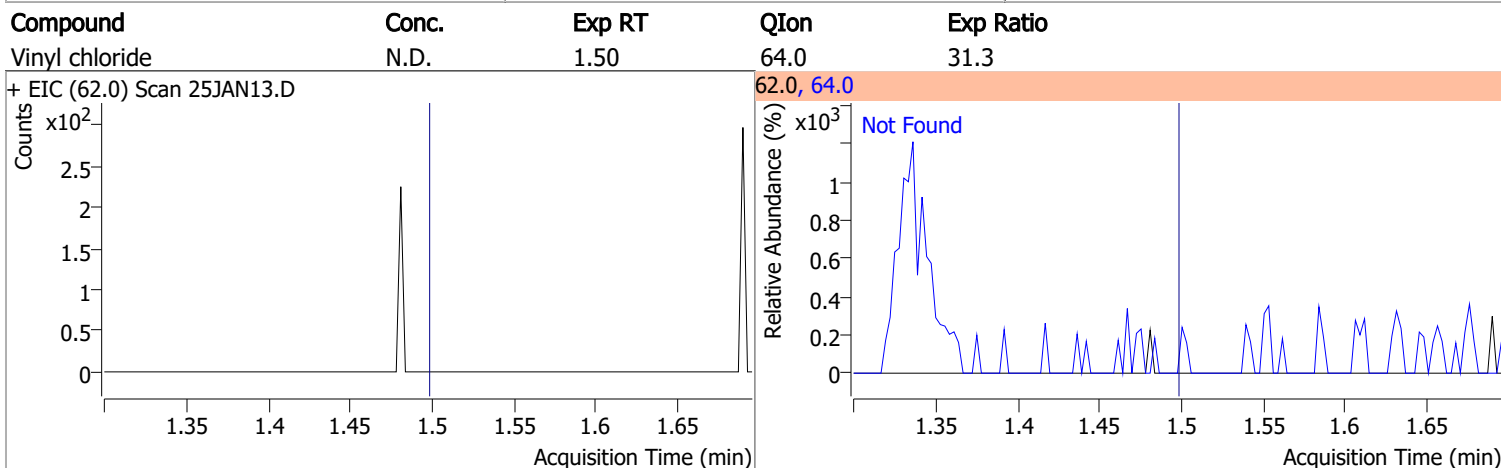 Compound Conc. Exp RT QIon Exp Ratio
Vinyl chloride N.D. 1.50 64.0 31.3
+ EIC (62.0) Scan 25JAN13.D
Counts
x10²
2.5
2
1.5
1
0.5
0
1.35 1.4 1.45 1.5 1.55 1.6 1.65
Acquisition Time (min)
62.0, 64.0
Relative Abundance (%)
x10³
Not Found
1
0.8
0.6
0.4
0.2
0
1.35 1.4 1.45 1.5 1.55 1.6 1.65
Acquisition Time (min)